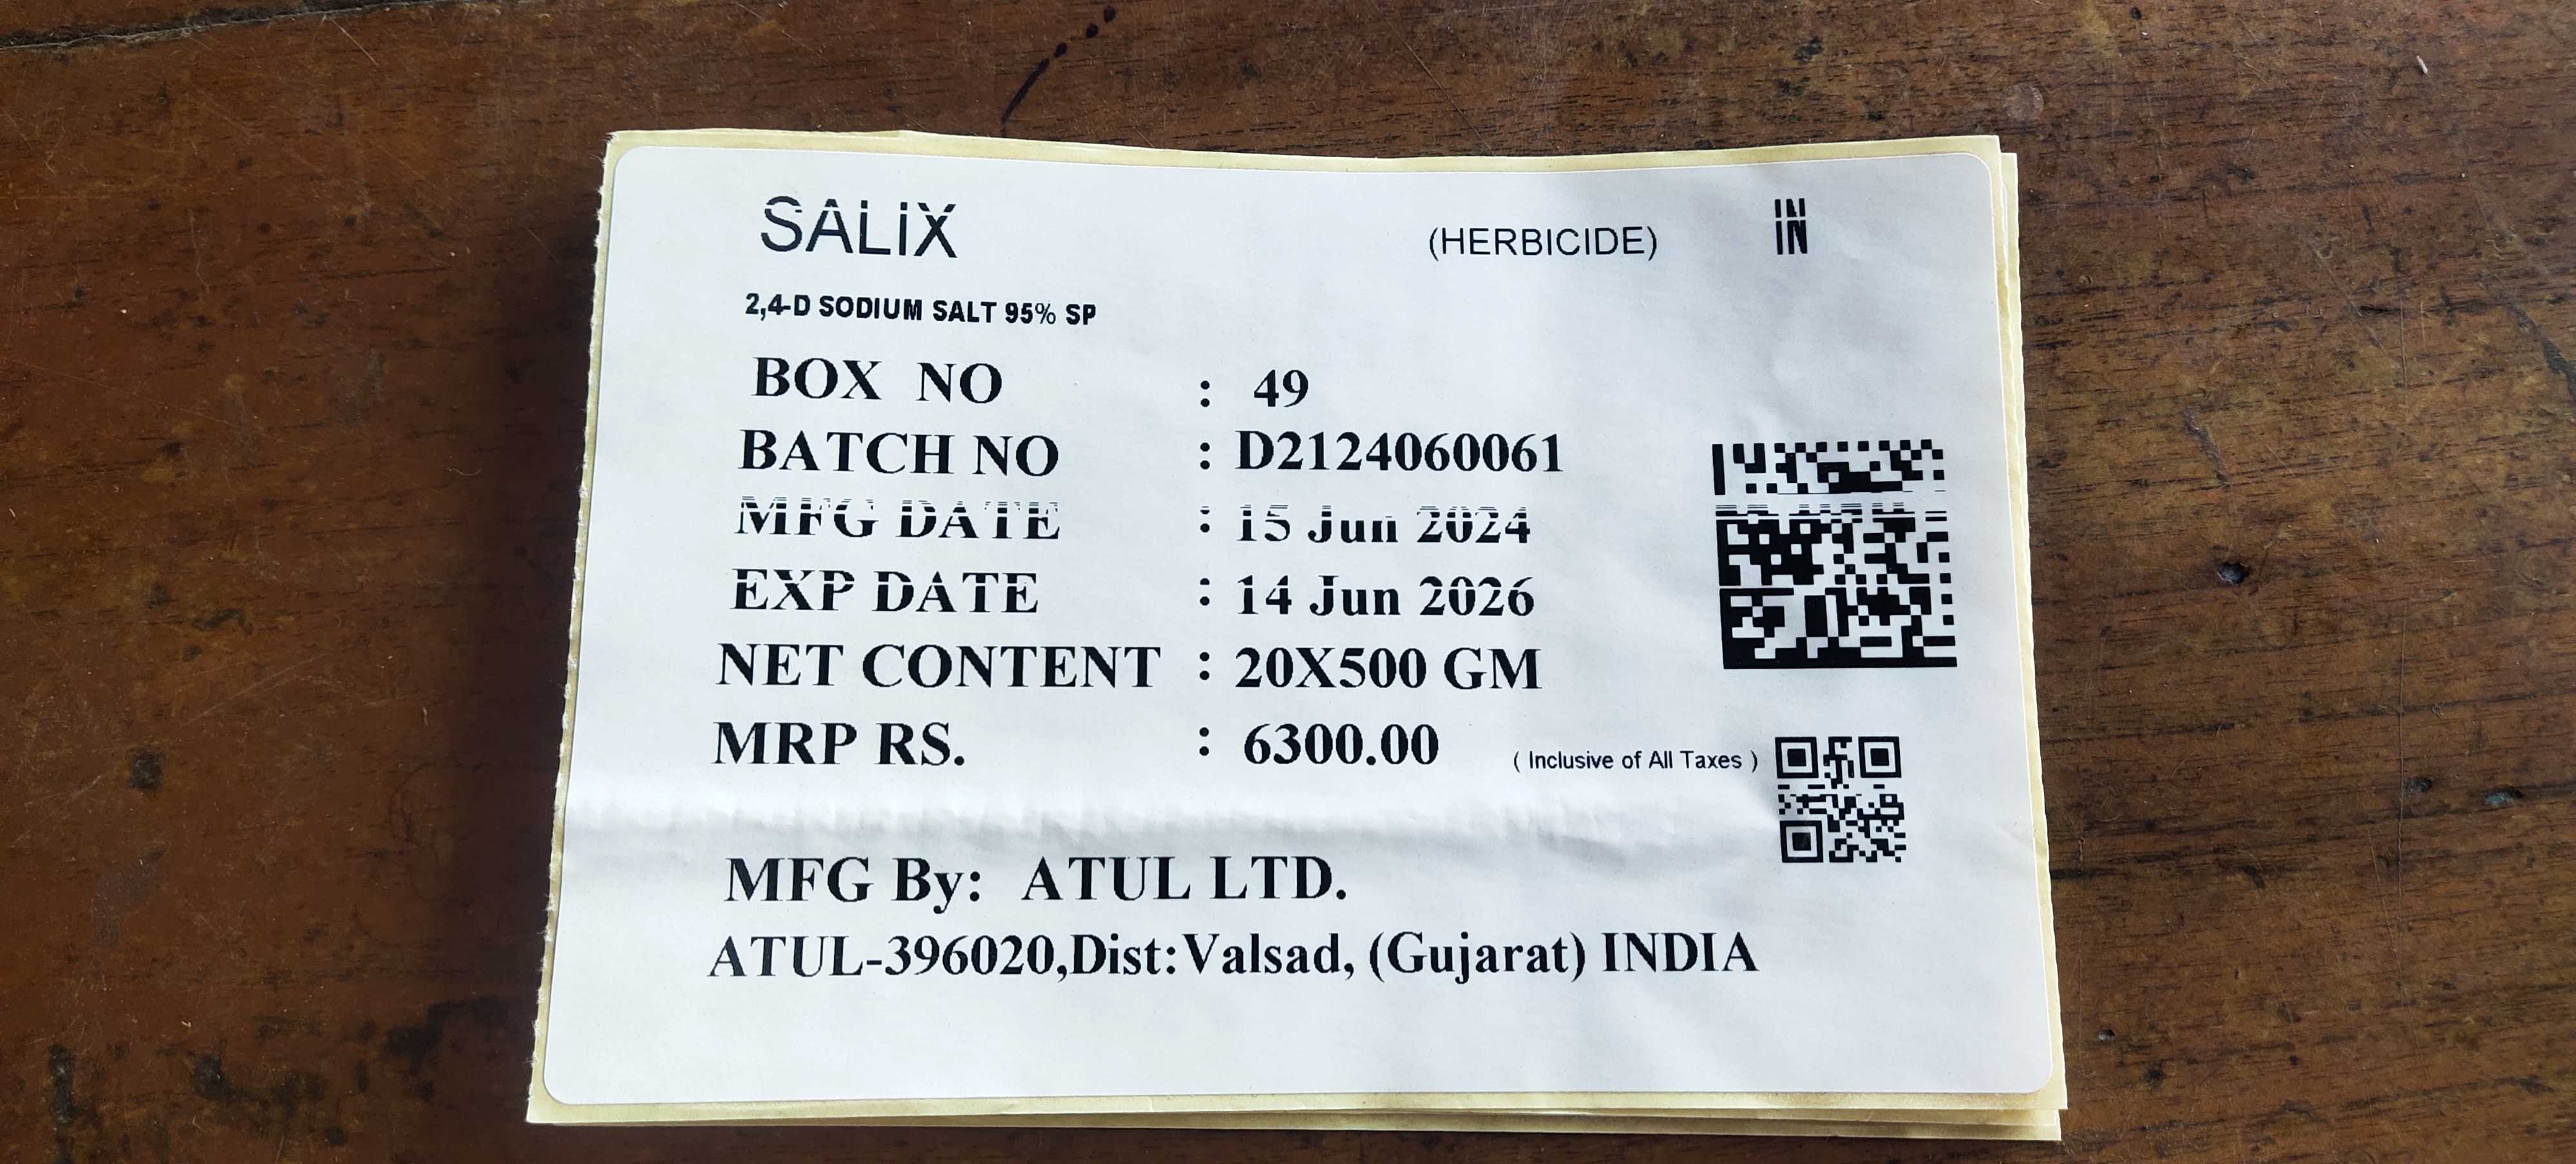 SALIX (HERBICIDE) IN
2,4-D SODIUM SALT 95% SP
BOX NO : 49
BATCH NO : D2124060061
MFG DATE : 15 Jun 2024
EXP DATE : 14 Jun 2026
NET CONTENT : 20X500 GM
MRP RS. : 6300.00 ( Inclusive of All Taxes )
MFG By: ATUL LTD.
ATUL-396020,Dist:Valsad, (Gujarat) INDIA